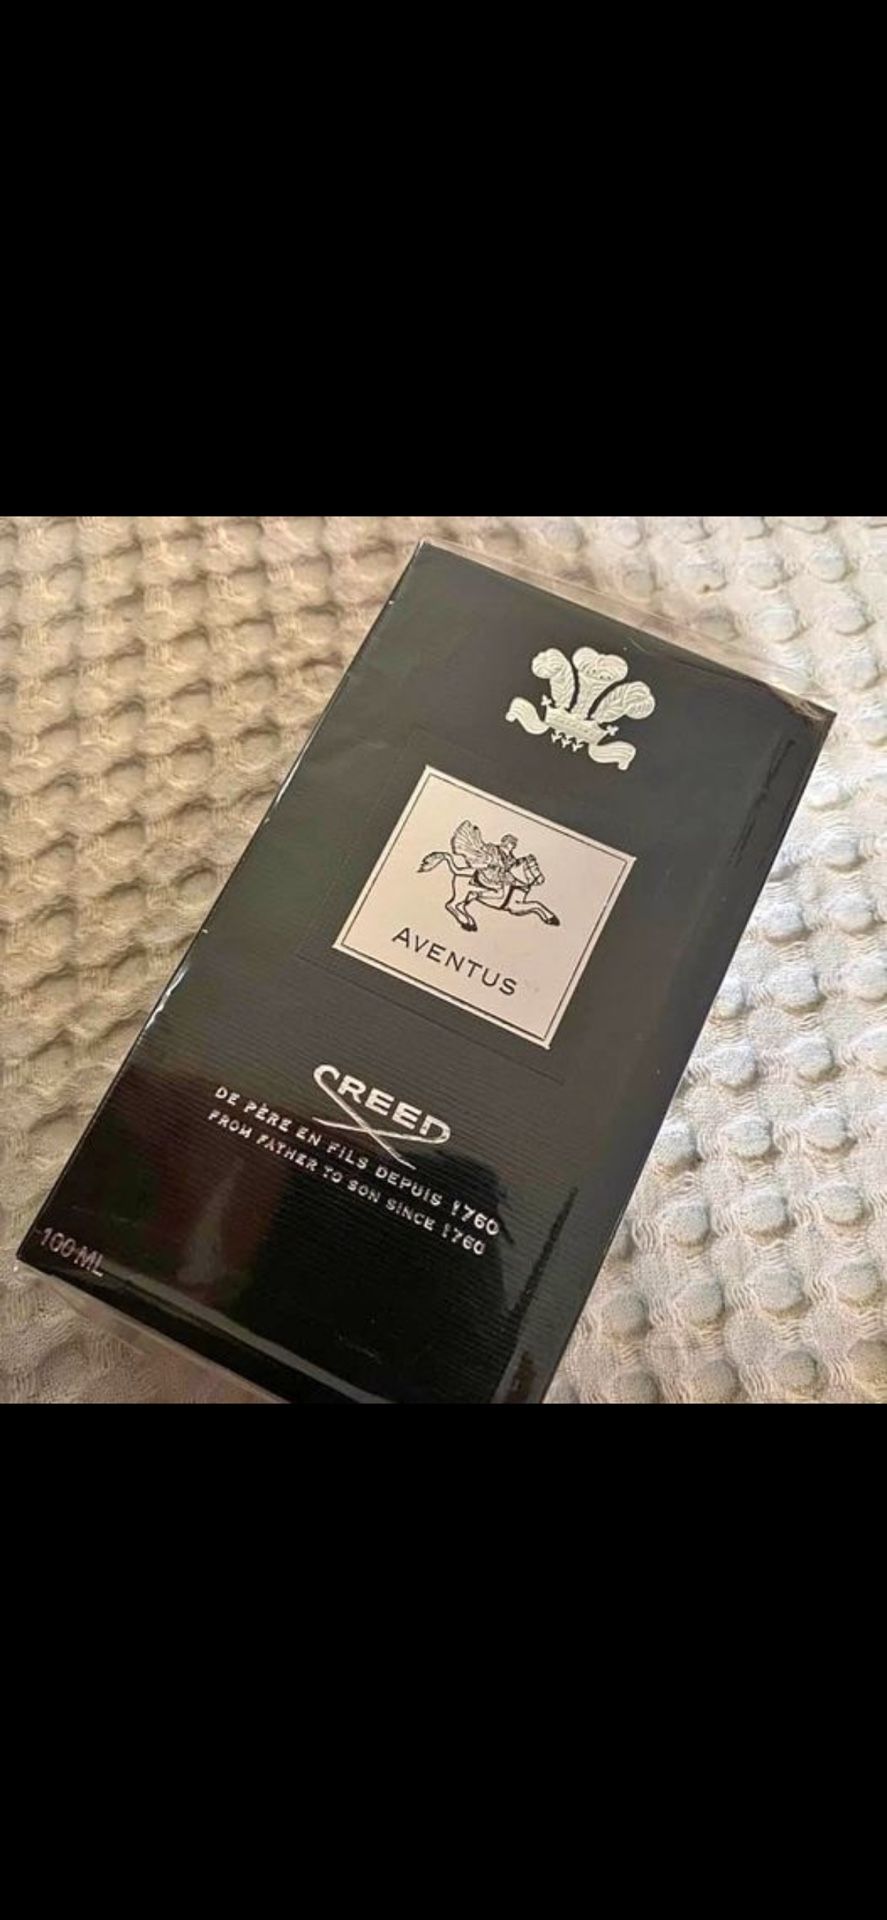 AVENTUS
CREED
DE PÈRE EN FILS DEPUIS 1760
FROM FATHER TO SON SINCE 1760
100 ML